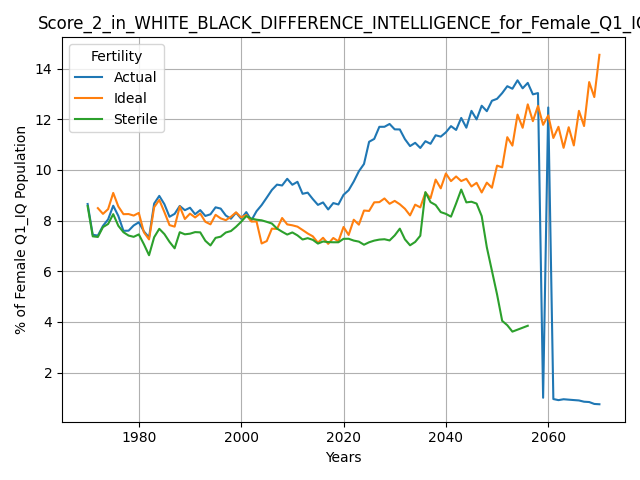 Score_2_in_WHITE_BLACK_DIFFERENCE_INTELLIGENCE_for_Female_Q1_IQ
Fertility
Actual
Ideal
Sterile
14
12
10
8
6
4
2
% of Female Q1_IQ Population
1980
2000
2020
2040
2060
Years